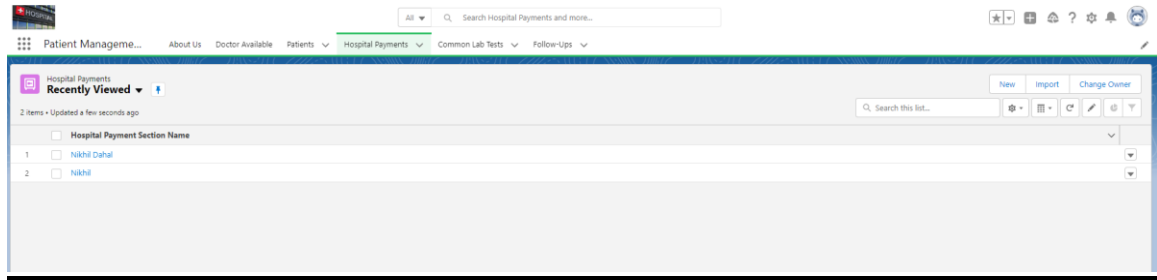 HOSPITAL
All
Search Hospital Payments and more...
Patient Manageme... About Us Doctor Available Patients Hospital Payments Common Lab Tests Follow-Ups
Hospital Payments
Recently Viewed
New Import Change Owner
2 items • Updated a few seconds ago
Search this list...
Hospital Payment Section Name
1 Nikhil Dahal
2 Nikhil